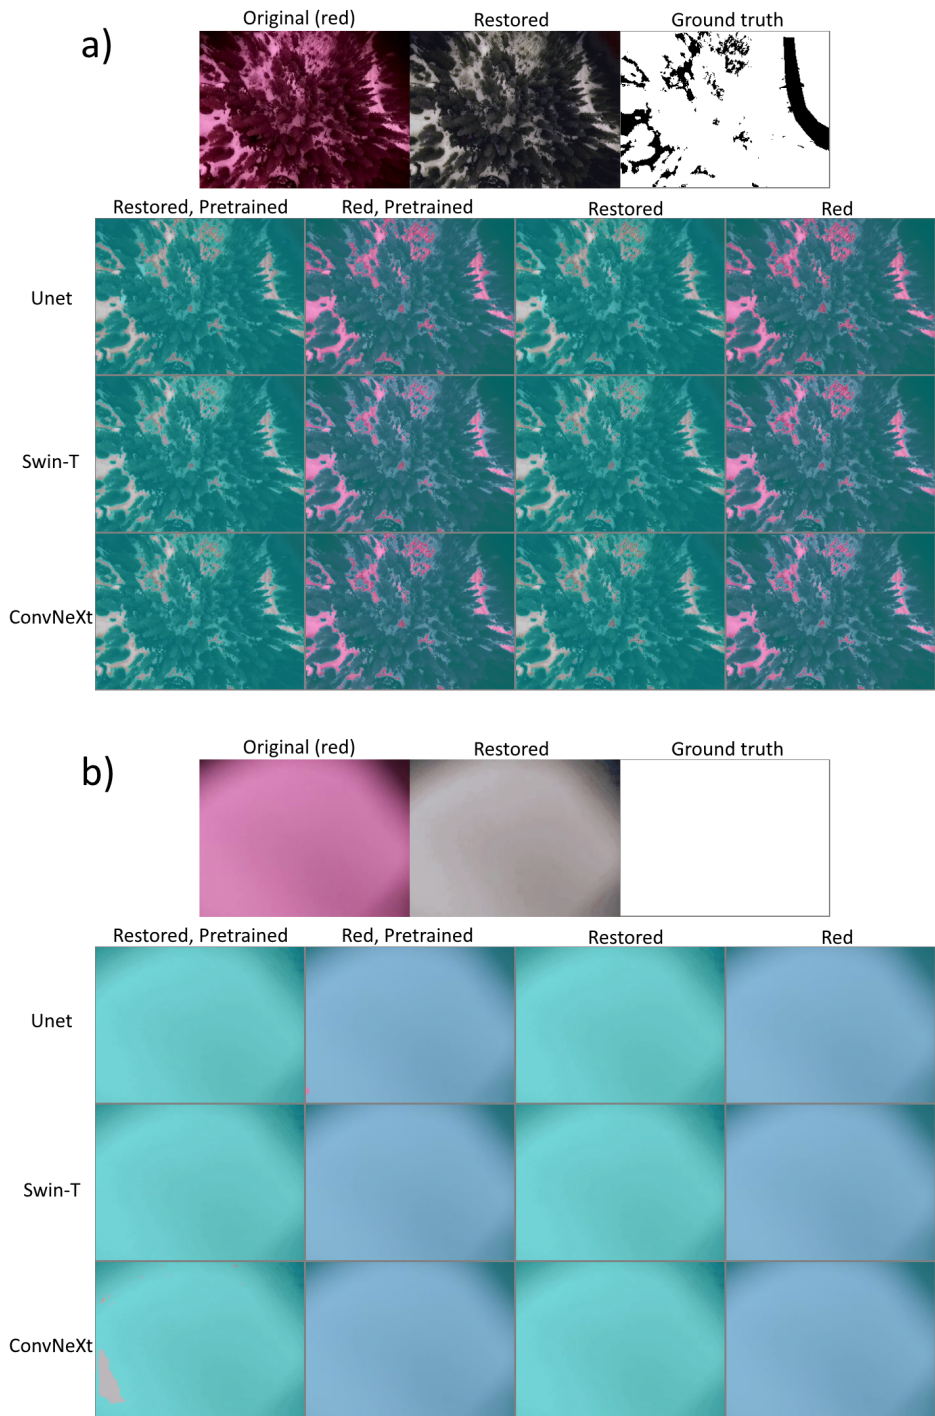 a)
Original (red) Restored Ground truth
Restored, Pretrained Red, Pretrained Restored Red
Unet
Swin-T
ConvNeXt
b)
Original (red) Restored Ground truth
Restored, Pretrained Red, Pretrained Restored Red
Unet
Swin-T
ConvNeXt